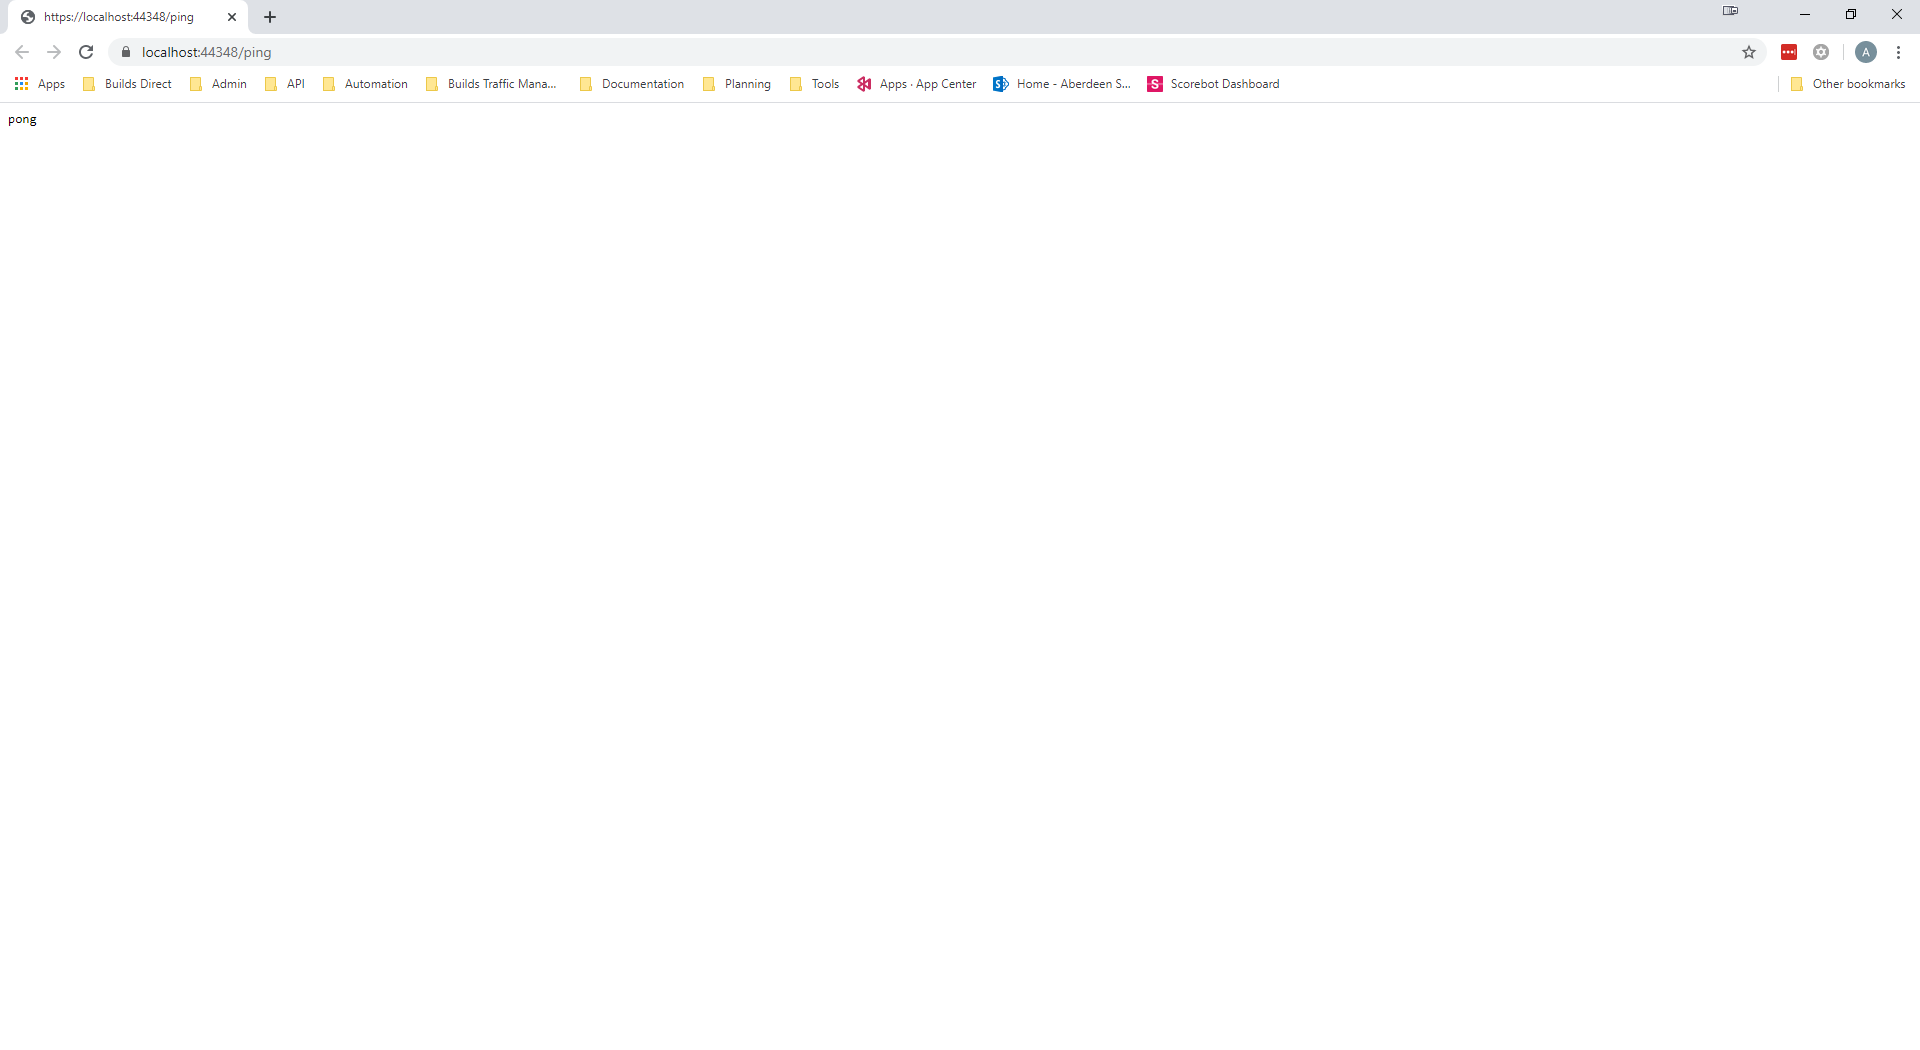 https://localhost:44348/ping
localhost:44348/ping
A
Apps Builds Direct Admin API Automation Builds Traffic Mana... Documentation Planning Tools Apps · App Center S Home - Aberdeen S... S Scorebot Dashboard Other bookmarks
pong